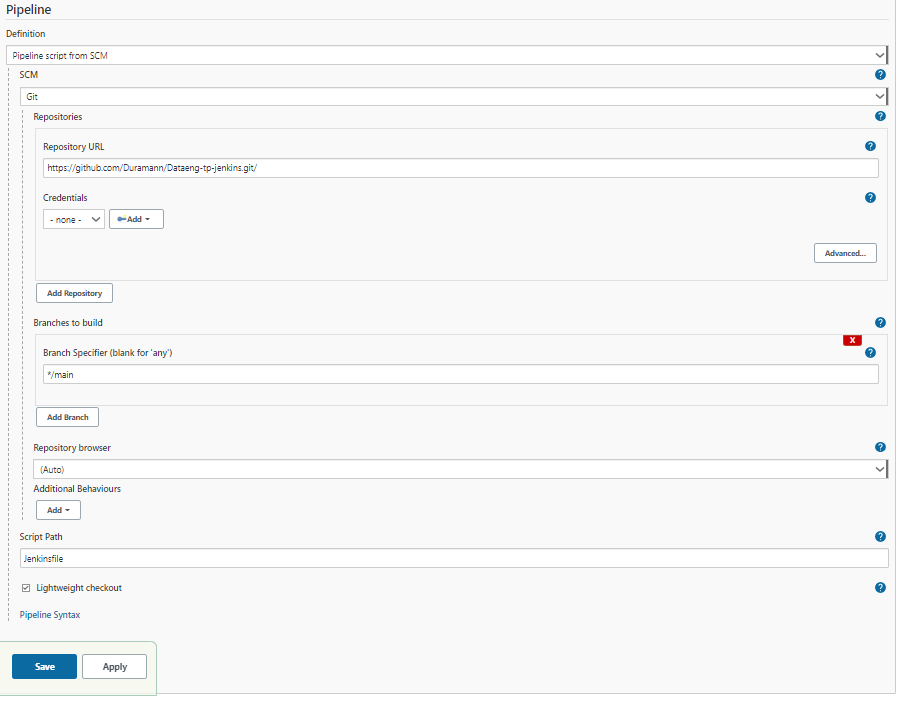 Pipeline
Definition
Pipeline script from SCM
SCM
?
Git
Repositories
?
Repository URL
?
https://github.com/Duramann/Dataeng-tp-jenkins.git/
Credentials
?
- none -
Add
Advanced...
Add Repository
Branches to build
?
X
Branch Specifier (blank for 'any')
?
*/main
Add Branch
Repository browser
?
(Auto)
Additional Behaviours
Add
Script Path
?
Jenkinsfile
Lightweight checkout
?
Pipeline Syntax
Save
Apply